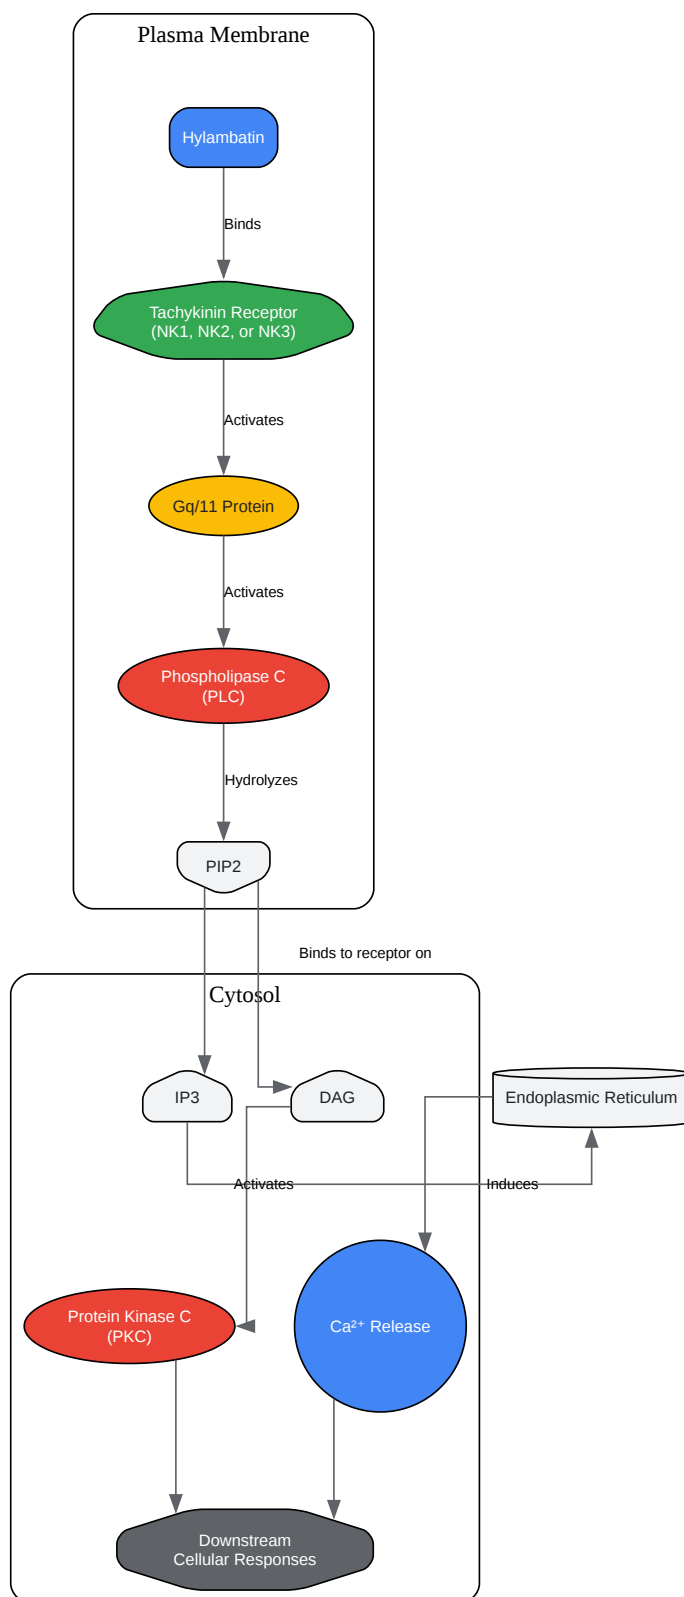 Plasma Membrane
Hylambatin
Binds
Tachykinin Receptor
(NK1, NK2, or NK3)
Activates
Gq/11 Protein
Activates
Phospholipase C
(PLC)
Hydrolyzes
PIP2
Binds to receptor on
Cytosol
IP3
DAG
Endoplasmic Reticulum
Activates
Induces
Protein Kinase C
(PKC)
Ca²⁺ Release
Downstream
Cellular Responses